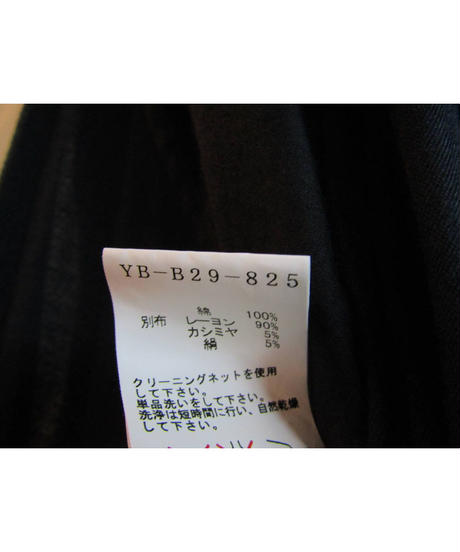 YB-B29-825
綿 100%
別布 レーヨン 90%
カシミヤ 5%
絹 5%
クリーニングネットを使用
して下さい。
単品洗いをして下さい。
洗浄は短時間に行い、自然乾燥
して下さい。